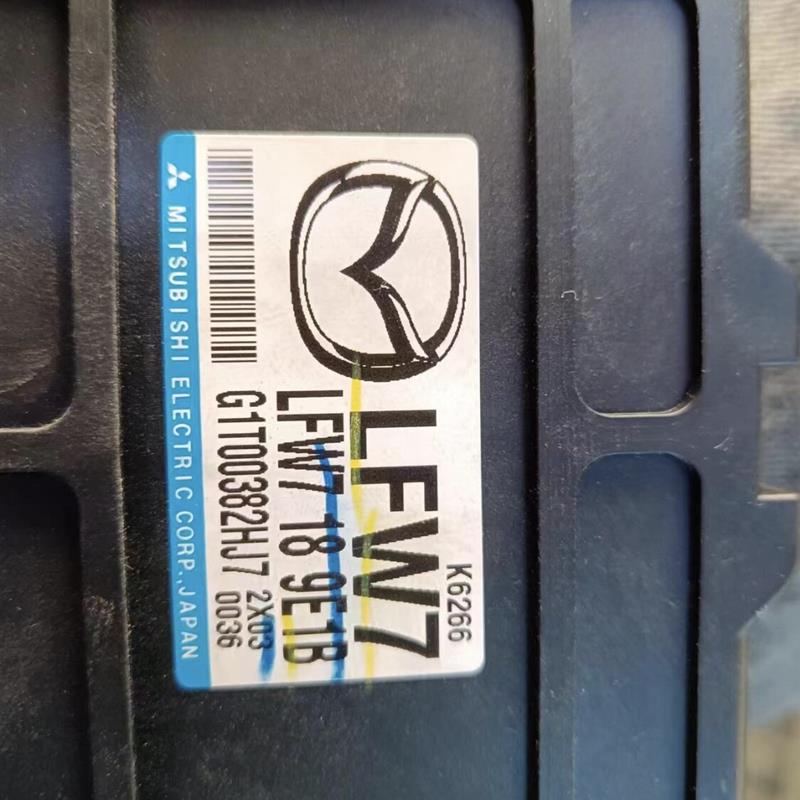 K6266
LFW7
LFW7 18 9E1B
G1T00382HJ7 2X03
0036
MITSUBISHI ELECTRIC CORP.,JAPAN